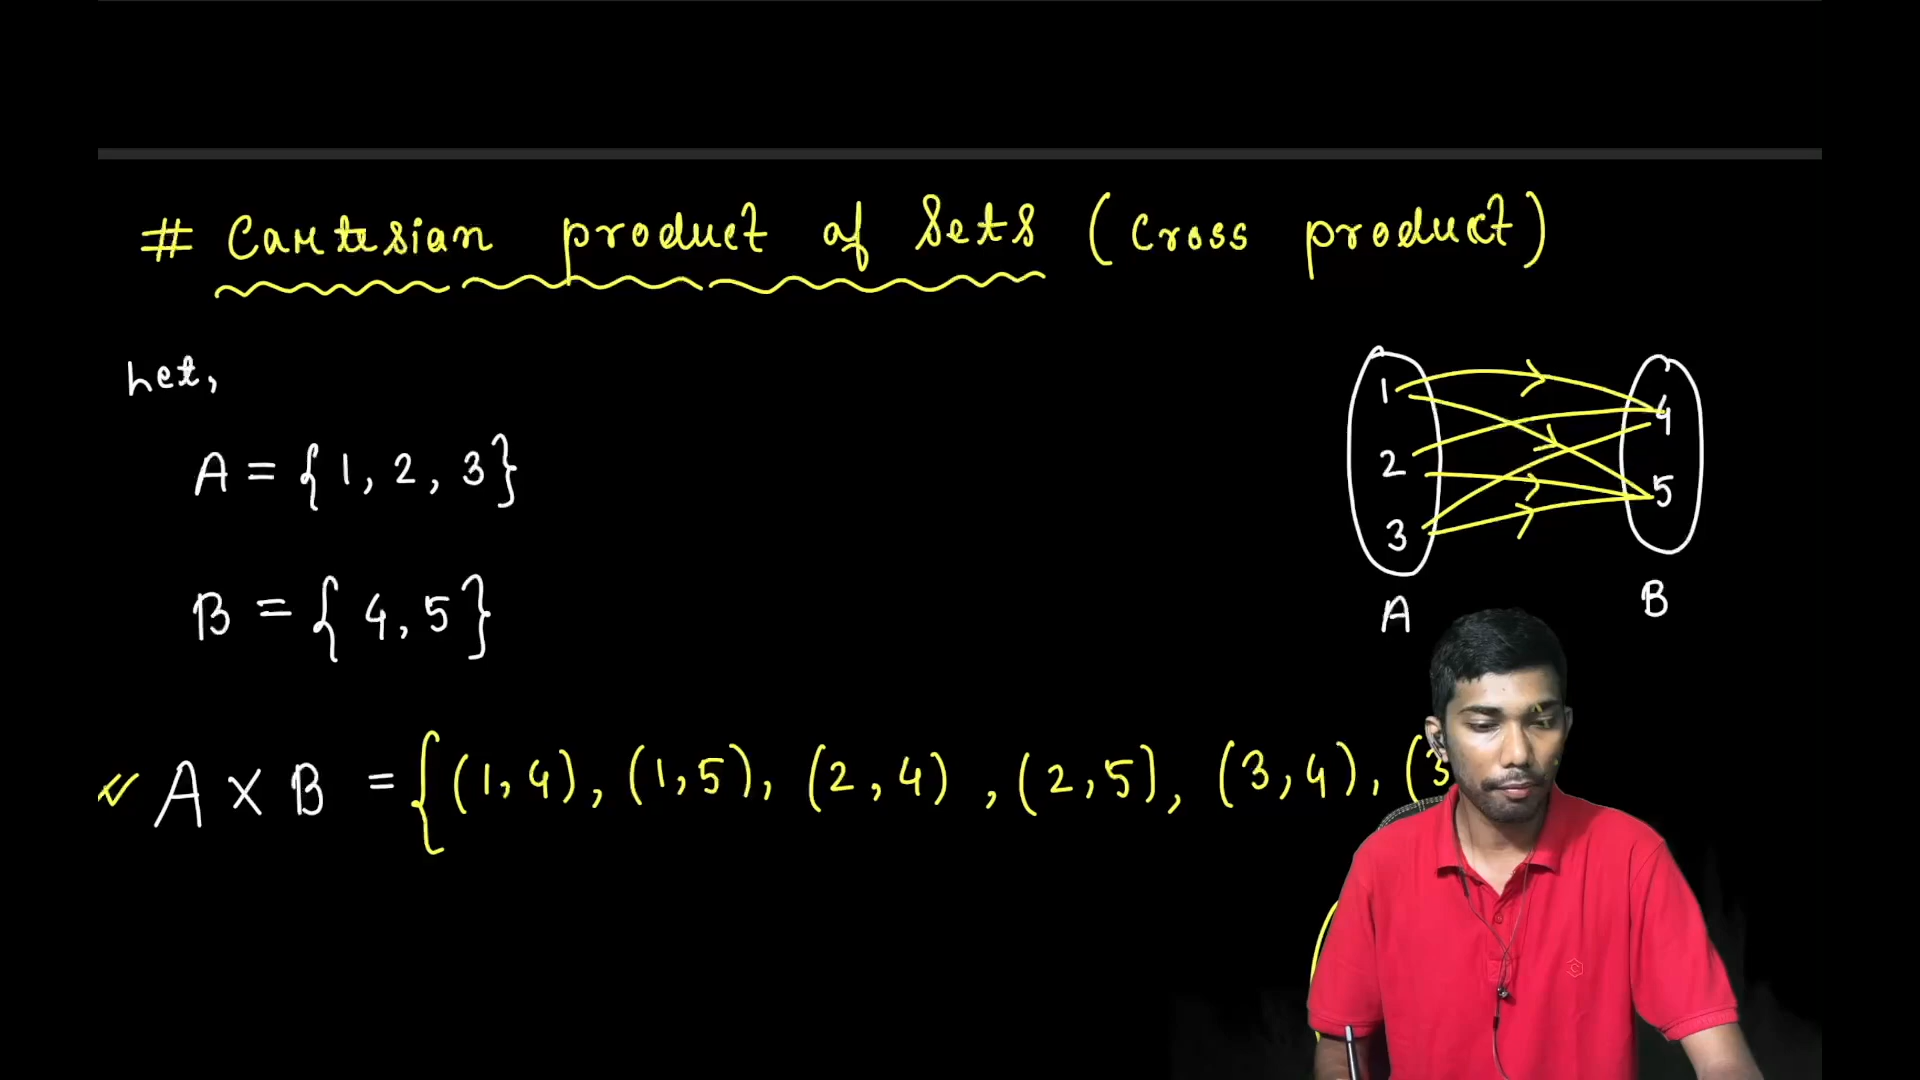 # Cartesian product of Sets (Cross product)
Let,
A = {1, 2, 3}
B = {4, 5}
1
2
3
A
4
5
B
A × B = {(1,4), (1,5), (2,4), (2,5), (3,4), (3